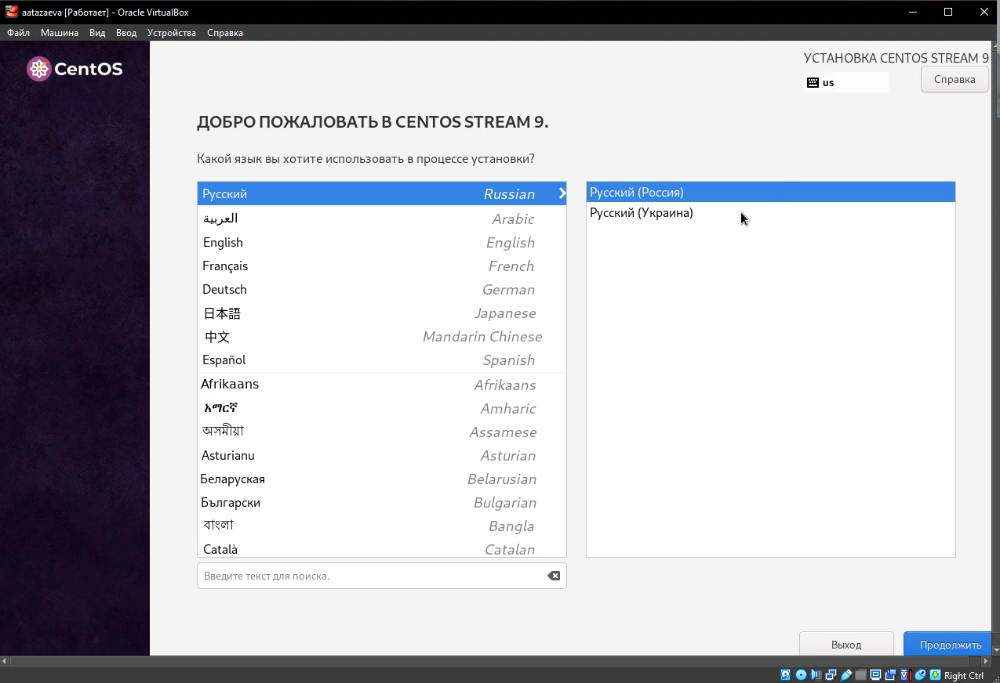 aatazaeva [Работает] - Oracle VirtualBox
Файл Машина Вид Ввод Устройства Справка
CentOS
УСТАНОВКА CENTOS STREAM 9
us
Справка
ДОБРО ПОЖАЛОВАТЬ В CENTOS STREAM 9.
Какой язык вы хотите использовать в процессе установки?
Русский Russian
العربية Arabic
English English
Français French
Deutsch German
日本語 Japanese
中文 Mandarin Chinese
Español Spanish
Afrikaans Afrikaans
አማርኛ Amharic
অসমীয়া Assamese
Asturianu Asturian
Беларуская Belarusian
Български Bulgarian
বাংলা Bangla
Català Catalan
Русский (Россия)
Русский (Украина)
Введите текст для поиска.
Выход
Продолжить
Right Ctrl